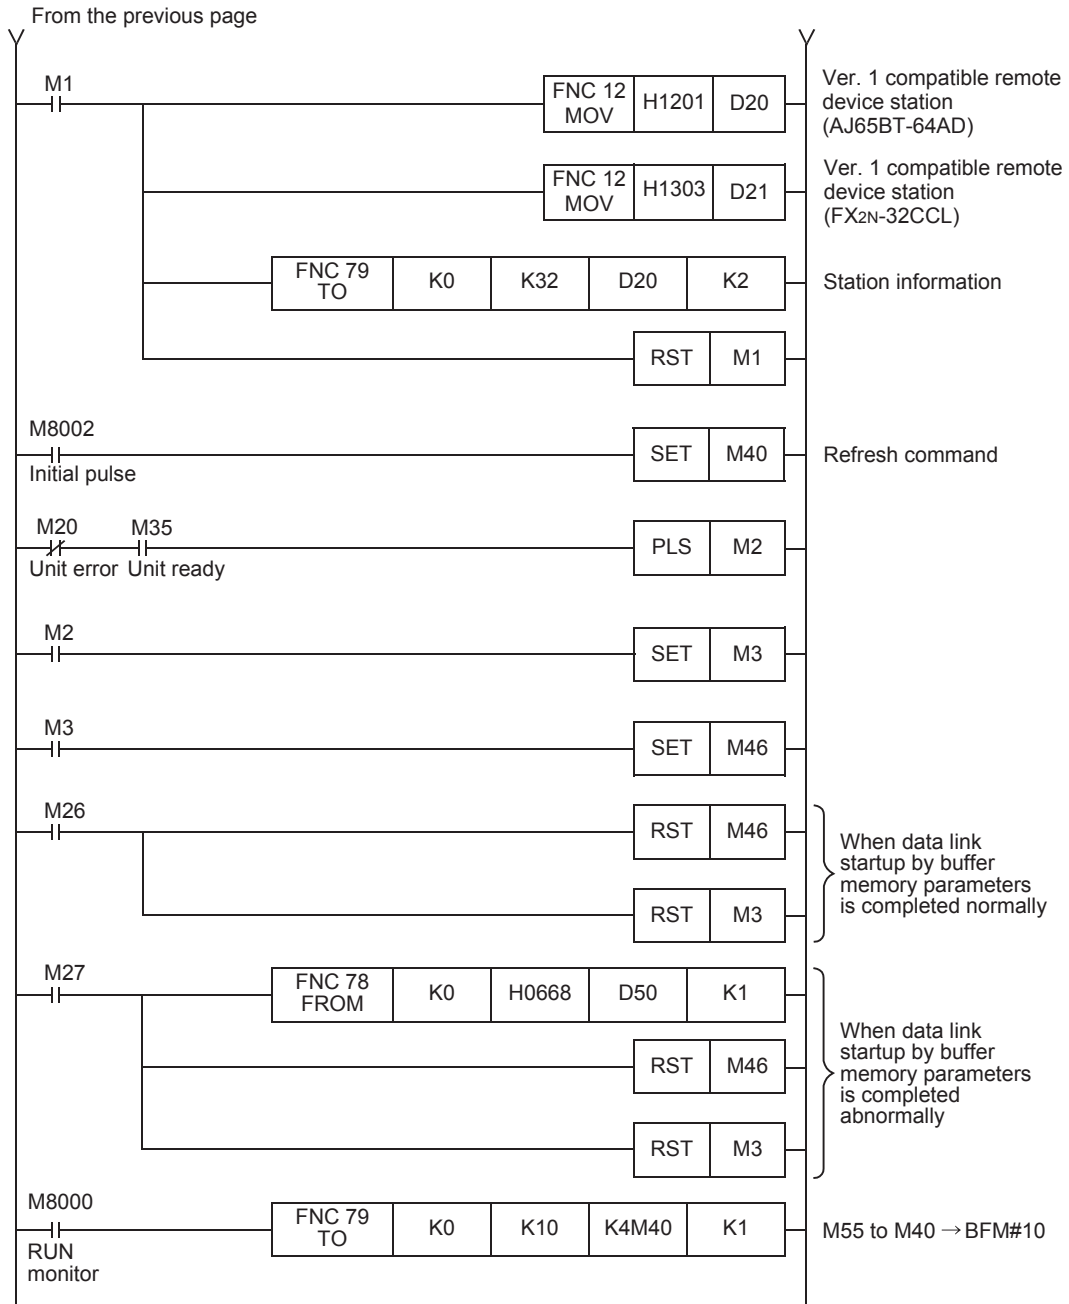 From the previous page
M1
FNC 12 MOV H1201 D20
Ver. 1 compatible remote
device station
(AJ65BT-64AD)
FNC 12 MOV H1303 D21
Ver. 1 compatible remote
device station
(FX2N-32CCL)
FNC 79 TO K0 K32 D20 K2
Station information
RST M1
M8002
Initial pulse
SET M40
Refresh command
M20 M35
Unit error Unit ready
PLS M2
M2
SET M3
M3
SET M46
M26
RST M46
RST M3
When data link
startup by buffer
memory parameters
is completed normally
M27
FNC 78 FROM K0 H0668 D50 K1
RST M46
RST M3
When data link
startup by buffer
memory parameters
is completed
abnormally
M8000
RUN
monitor
FNC 79 TO K0 K10 K4M40 K1
M55 to M40 → BFM#10